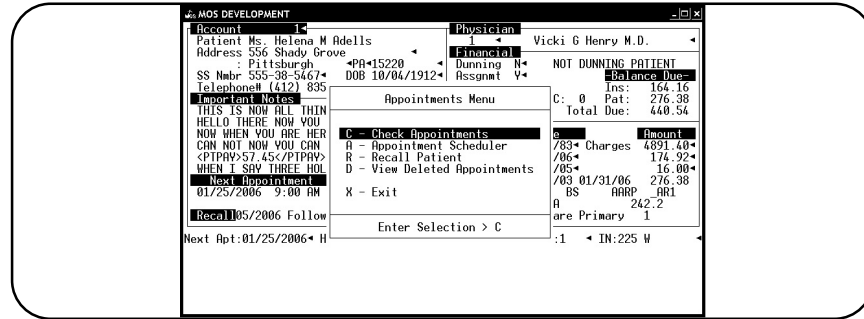 MOS DEVELOPMENT
Account 1 Physician
Patient Ms. Helena M Adells 1 Vicki G Henry M.D.
Address 556 Shady Grove Financial
: Pittsburgh PA 15220 Dunning N NOT DUNNING PATIENT
SS Nmbr 555-38-5467 DOB 10/04/1912 Assgnmt Y -Balance Due-
Telephone# (412) 835 Ins: 164.16
Important Notes Appointments Menu C: 0 Pat: 276.38
THIS IS NOW ALL THIN Total Due: 440.54
HELLO THERE NOW YOU
NOW WHEN YOU ARE HER C - Check Appointments e Amount
CAN NOT NOW YOU CAN A - Appointment Scheduler /83 Charges 4891.40
<PTPAY>57.45</PTPAY> R - Recall Patient /06 174.92
WHEN I SAY THREE HOL D - View Deleted Appointments /05 16.00
Next Appointment /03 01/31/06 276.38
01/25/2006 9:00 AM X - Exit BS AARP _AR1
A 242.2
Recall 05/2006 Follow are Primary 1
Enter Selection > C
Next Apt:01/25/2006 H :1 IN:225 W